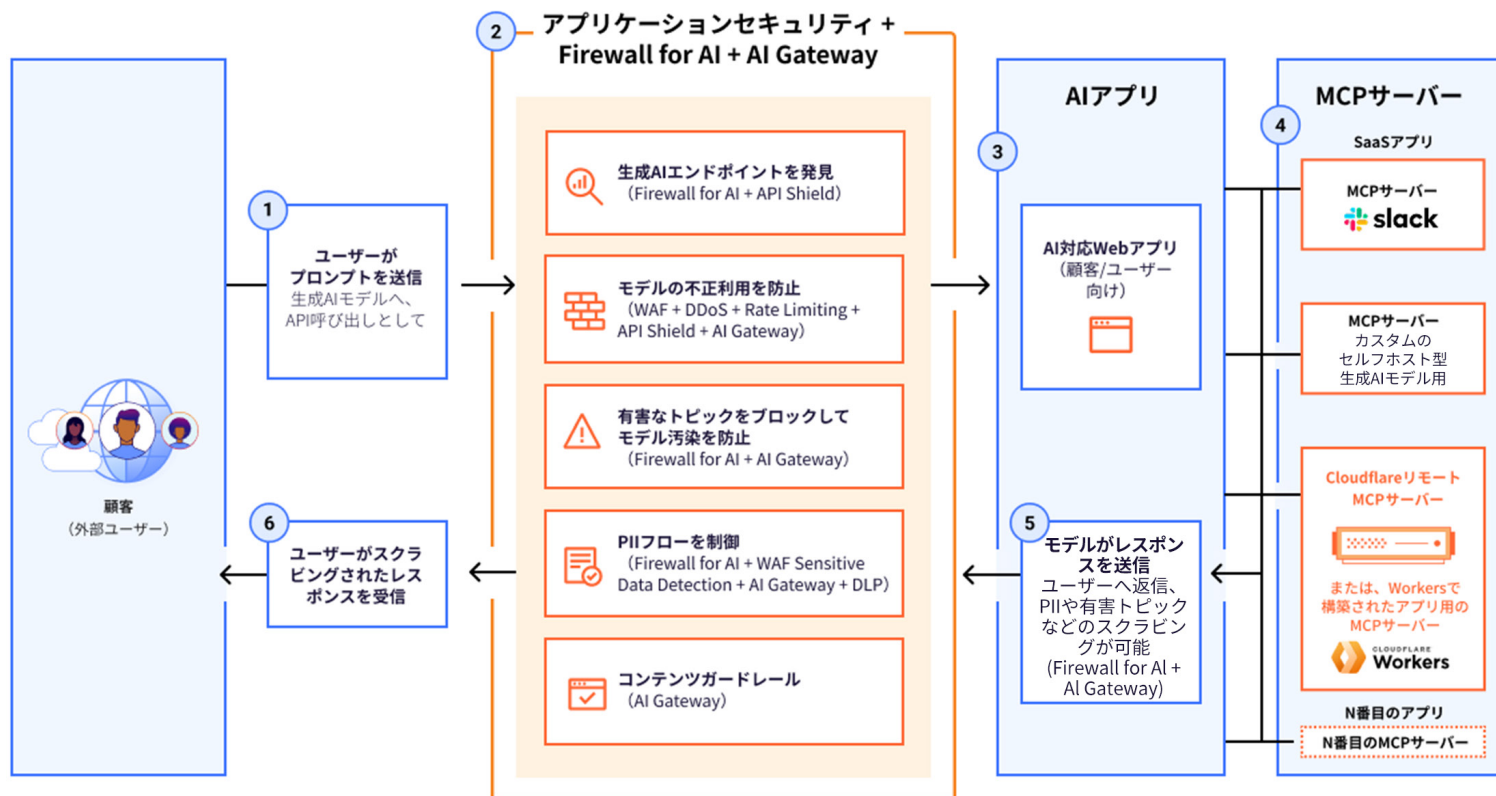 2
アプリケーションセキュリティ +
Firewall for AI + AI Gateway
顧客
（外部ユーザー）
1
ユーザーが
プロンプトを送信
生成AIモデルへ、
API呼び出しとして
生成AIエンドポイントを発見
（Firewall for AI + API Shield）
モデルの不正利用を防止
（WAF + DDoS + Rate Limiting +
API Shield + AI Gateway）
有害なトピックをブロックして
モデル汚染を防止
（Firewall for AI + AI Gateway）
PIIフローを制御
（Firewall for AI + WAF Sensitive
Data Detection + AI Gateway + DLP）
コンテンツガードレール
（AI Gateway）
3
AIアプリ
AI対応Webアプリ
（顧客/ユーザー
向け）
4
MCPサーバー
SaaSアプリ
MCPサーバー
slack
MCPサーバー
カスタムの
セルフホスト型
生成AIモデル用
Cloudflareリモート
MCPサーバー
または、Workersで
構築されたアプリ用の
MCPサーバー
CLOUDFLARE
Workers
N番目のアプリ
N番目のMCPサーバー
5
モデルがレスポン
スを送信
ユーザーへ返信、
PIIや有害トピック
などのスクラビン
グが可能
(Firewall for AI +
AI Gateway)
6
ユーザーがスクラ
ビングされたレス
ポンスを受信